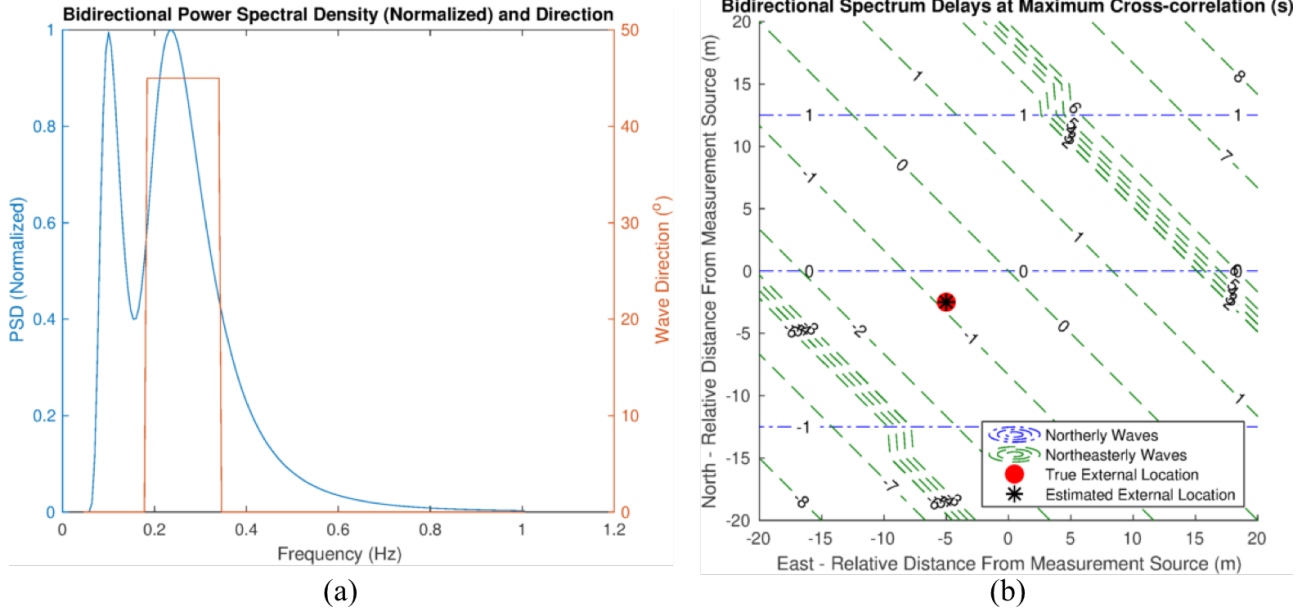 Bidirectional Power Spectral Density (Normalized) and Direction
1
0.8
0.6
0.4
0.2
0
PSD (Normalized)
50
40
30
20
10
0
Wave Direction (°)
0 0.2 0.4 0.6 0.8 1 1.2
Frequency (Hz)
(a)
Bidirectional Spectrum Delays at Maximum Cross-correlation (s)
20
15
10
5
0
-5
-10
-15
-20
North - Relative Distance From Measurement Source (m)
8
1
1 1 6 1
7
0
-1
1
0 0
-2 -1 0
-1
1
-8 -7
Northerly Waves
Northeasterly Waves
True External Location
Estimated External Location
-20 -15 -10 -5 0 5 10 15 20
East - Relative Distance From Measurement Source (m)
(b)